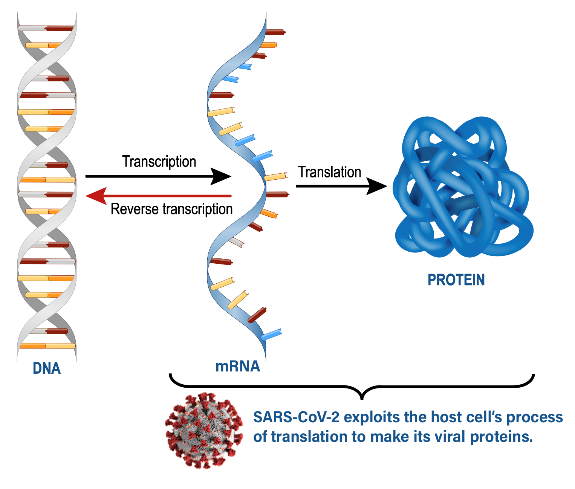 Transcription
Translation
Reverse transcription
PROTEIN
DNA
mRNA
SARS-CoV-2 exploits the host cell's process
of translation to make its viral proteins.